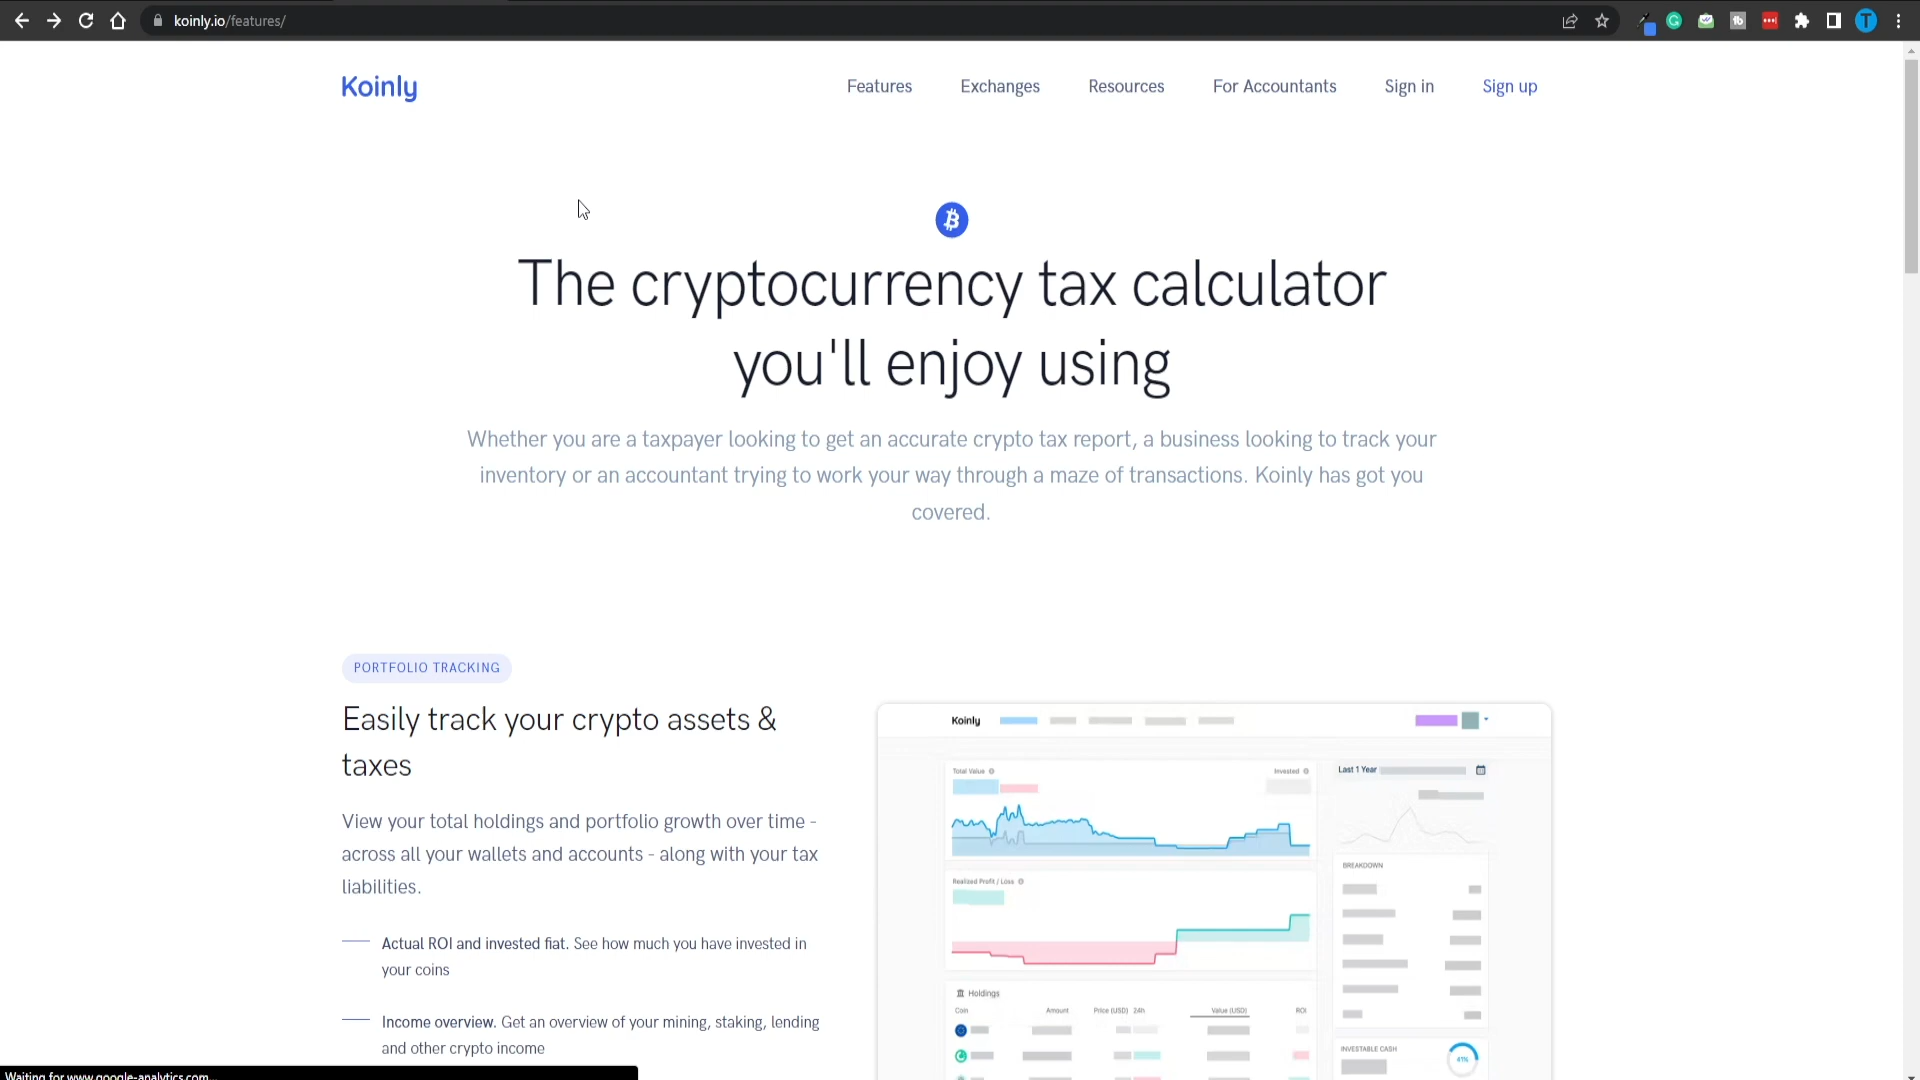 koinly.io/features/
Koinly
Features
Exchanges
Resources
For Accountants
Sign in
Sign up
The cryptocurrency tax calculator
you'll enjoy using
Whether you are a taxpayer looking to get an accurate crypto tax report, a business looking to track your
inventory or an accountant trying to work your way through a maze of transactions. Koinly has got you
covered.
PORTFOLIO TRACKING
Easily track your crypto assets &
taxes
View your total holdings and portfolio growth over time -
across all your wallets and accounts - along with your tax
liabilities.
Actual ROI and invested fiat. See how much you have invested in
your coins
Income overview. Get an overview of your mining, staking, lending
and other crypto income
Koinly
Total Value
Invested
Last 1 Year
Realized Profit / Loss
BREAKDOWN
Holdings
Coin
Amount
Price (USD)
24h
Value (USD)
ROI
INVESTABLE CASH
41%
Waiting for www.google-analytics.com...